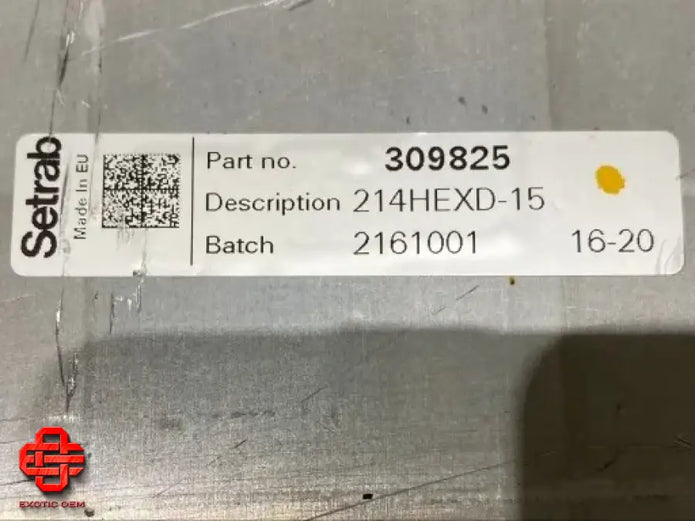 Setrab
Made In EU
Part no. 309825
Description 214HEXD-15
Batch 2161001 16-20
EXOTIC OEM